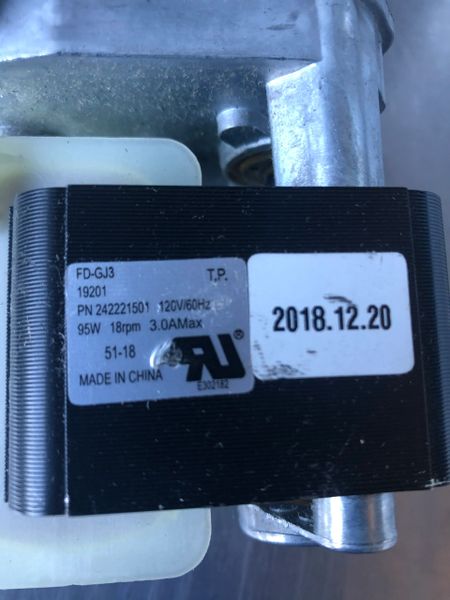 FD-GJ3 T.P.
19201
PN 242221501 120V/60Hz
95W 18rpm 3.0AMax
51-18
MADE IN CHINA
RU ®
E302182
2018.12.20